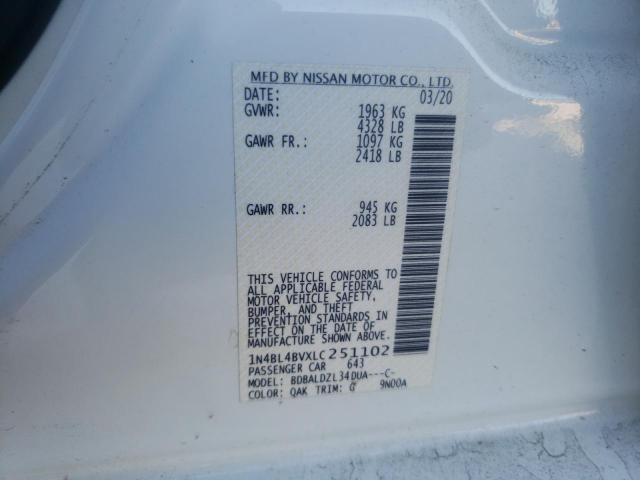 MFD BY NISSAN MOTOR CO., LTD.
DATE: 03/20
GVWR: 1963 KG
4328 LB
GAWR FR.: 1097 KG
2418 LB
GAWR RR.: 945 KG
2083 LB
THIS VEHICLE CONFORMS TO
ALL APPLICABLE FEDERAL
MOTOR VEHICLE SAFETY,
BUMPER, AND THEFT
PREVENTION STANDARDS IN
EFFECT ON THE DATE OF
MANUFACTURE SHOWN ABOVE.
1N4BL4BVXLC251102
PASSENGER CAR 643
MODEL: BDBALDZL34DUA---C-
COLOR: QAK TRIM: G 9N00A